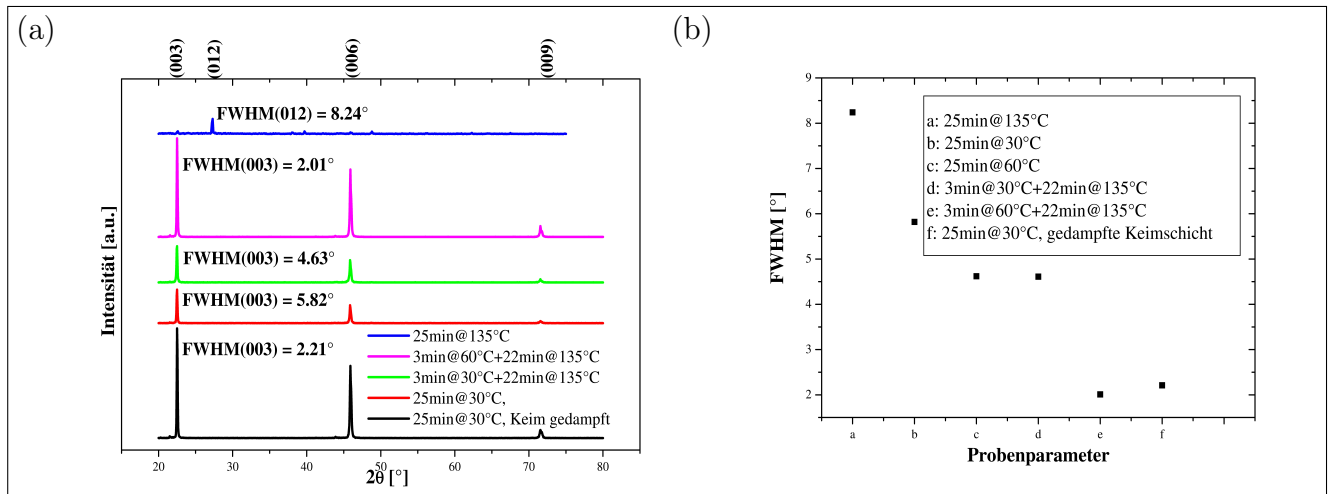 (a)
(003)
(012)
(006)
(009)
FWHM(012) = 8.24°
FWHM(003) = 2.01°
FWHM(003) = 4.63°
FWHM(003) = 5.82°
FWHM(003) = 2.21°
25min@135°C
3min@60°C+22min@135°C
3min@30°C+22min@135°C
25min@30°C,
25min@30°C, Keim gedampft
Intensität [a.u.]
20 30 40 50 60 70 80
2θ [°]
(b)
9
8
7
6
5
4
3
2
FWHM [°]
a: 25min@135°C
b: 25min@30°C
c: 25min@60°C
d: 3min@30°C+22min@135°C
e: 3min@60°C+22min@135°C
f: 25min@30°C, gedampfte Keimschicht
a b c d e f
Probenparameter